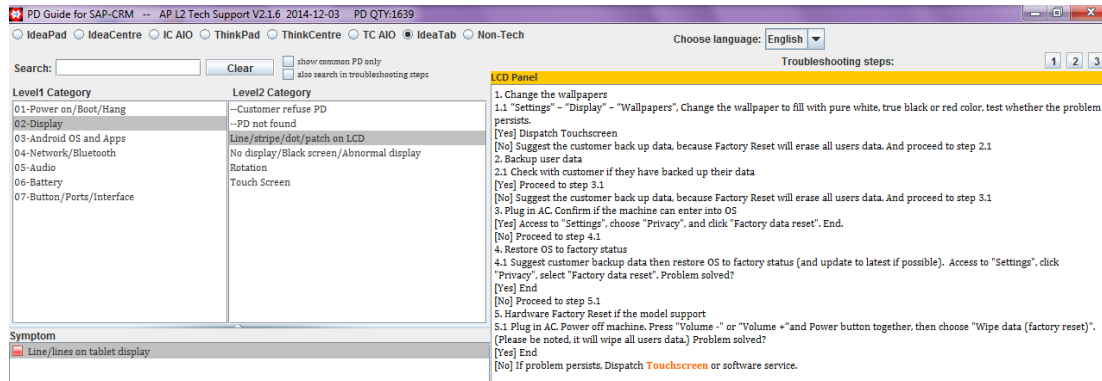 PD Guide for SAP-CRM -- AP L2 Tech Support V2.1.6 2014-12-03 PD QTY:1639
IdeaPad IdeaCentre IC AIO ThinkPad ThinkCentre TC AIO IdeaTab Non-Tech
Choose language: English
Search:
Clear
show common PD only
also search in troubleshooting steps
Troubleshooting steps:
1 2 3
Level1 Category
01-Power on/Boot/Hang
02-Display
03-Android OS and Apps
04-Network/Bluetooth
05-Audio
06-Battery
07-Button/Ports/Interface
Level2 Category
--Customer refuse PD
--PD not found
Line/stripe/dot/patch on LCD
No display/Black screen/Abnormal display
Rotation
Touch Screen
Symptom
Line/lines on tablet display
LCD Panel
1. Change the wallpapers
1.1 "Settings" – "Display" – "Wallpapers", Change the wallpaper to fill with pure white, true black or red color, test whether the problem
persists.
[Yes] Dispatch Touchscreen
[No] Suggest the customer back up data, because Factory Reset will erase all users data. And proceed to step 2.1
2. Backup user data
2.1 Check with customer if they have backed up their data
[Yes] Proceed to step 3.1
[No] Suggest the customer back up data, because Factory Reset will erase all users data. And proceed to step 3.1
3. Plug in AC. Confirm if the machine can enter into OS
[Yes] Access to "Settings", choose "Privacy", and click "Factory data reset". End.
[No] Proceed to step 4.1
4. Restore OS to factory status
4.1 Suggest customer backup data then restore OS to factory status (and update to latest if possible). Access to "Settings", click
"Privacy", select "Factory data reset". Problem solved?
[Yes] End
[No] Proceed to step 5.1
5. Hardware Factory Reset if the model support
5.1 Plug in AC. Power off machine. Press "Volume -" or "Volume +"and Power button together, then choose "Wipe data (factory reset)".
(Please be noted, it will wipe all users data.) Problem solved?
[Yes] End
[No] If problem persists, Dispatch Touchscreen or software service.